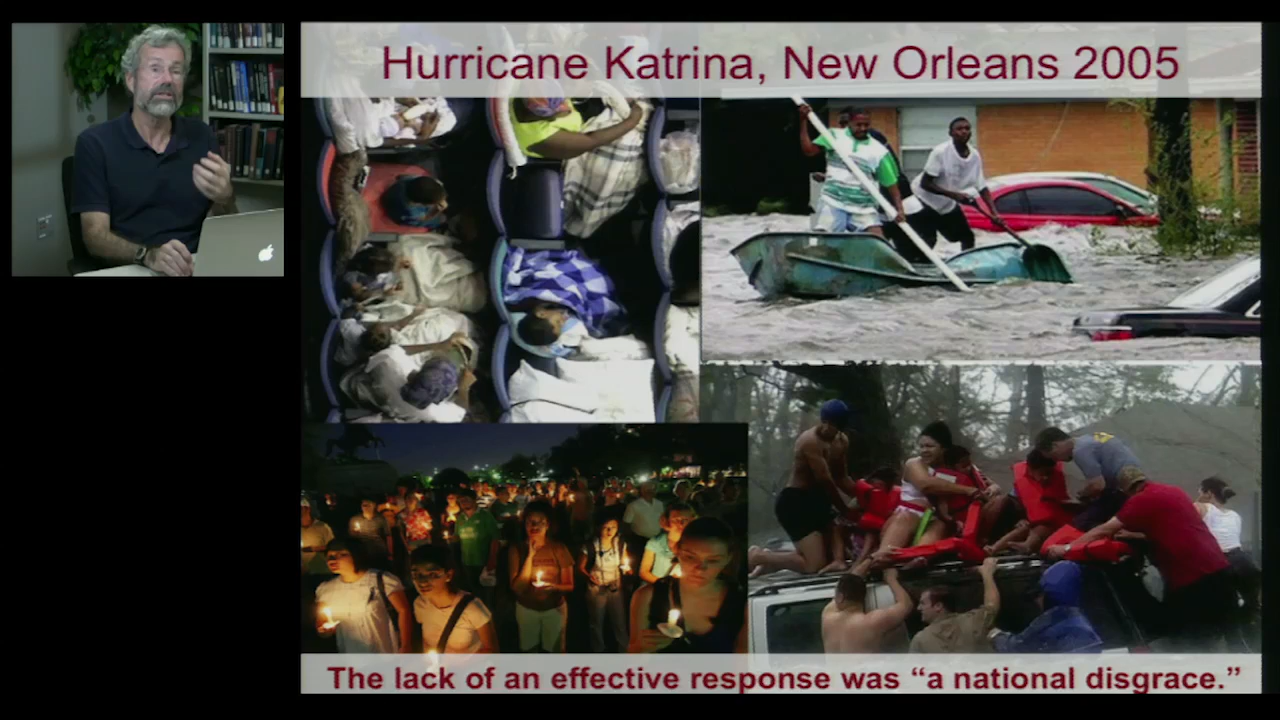 Hurricane Katrina, New Orleans 2005
The lack of an effective response was “a national disgrace.”